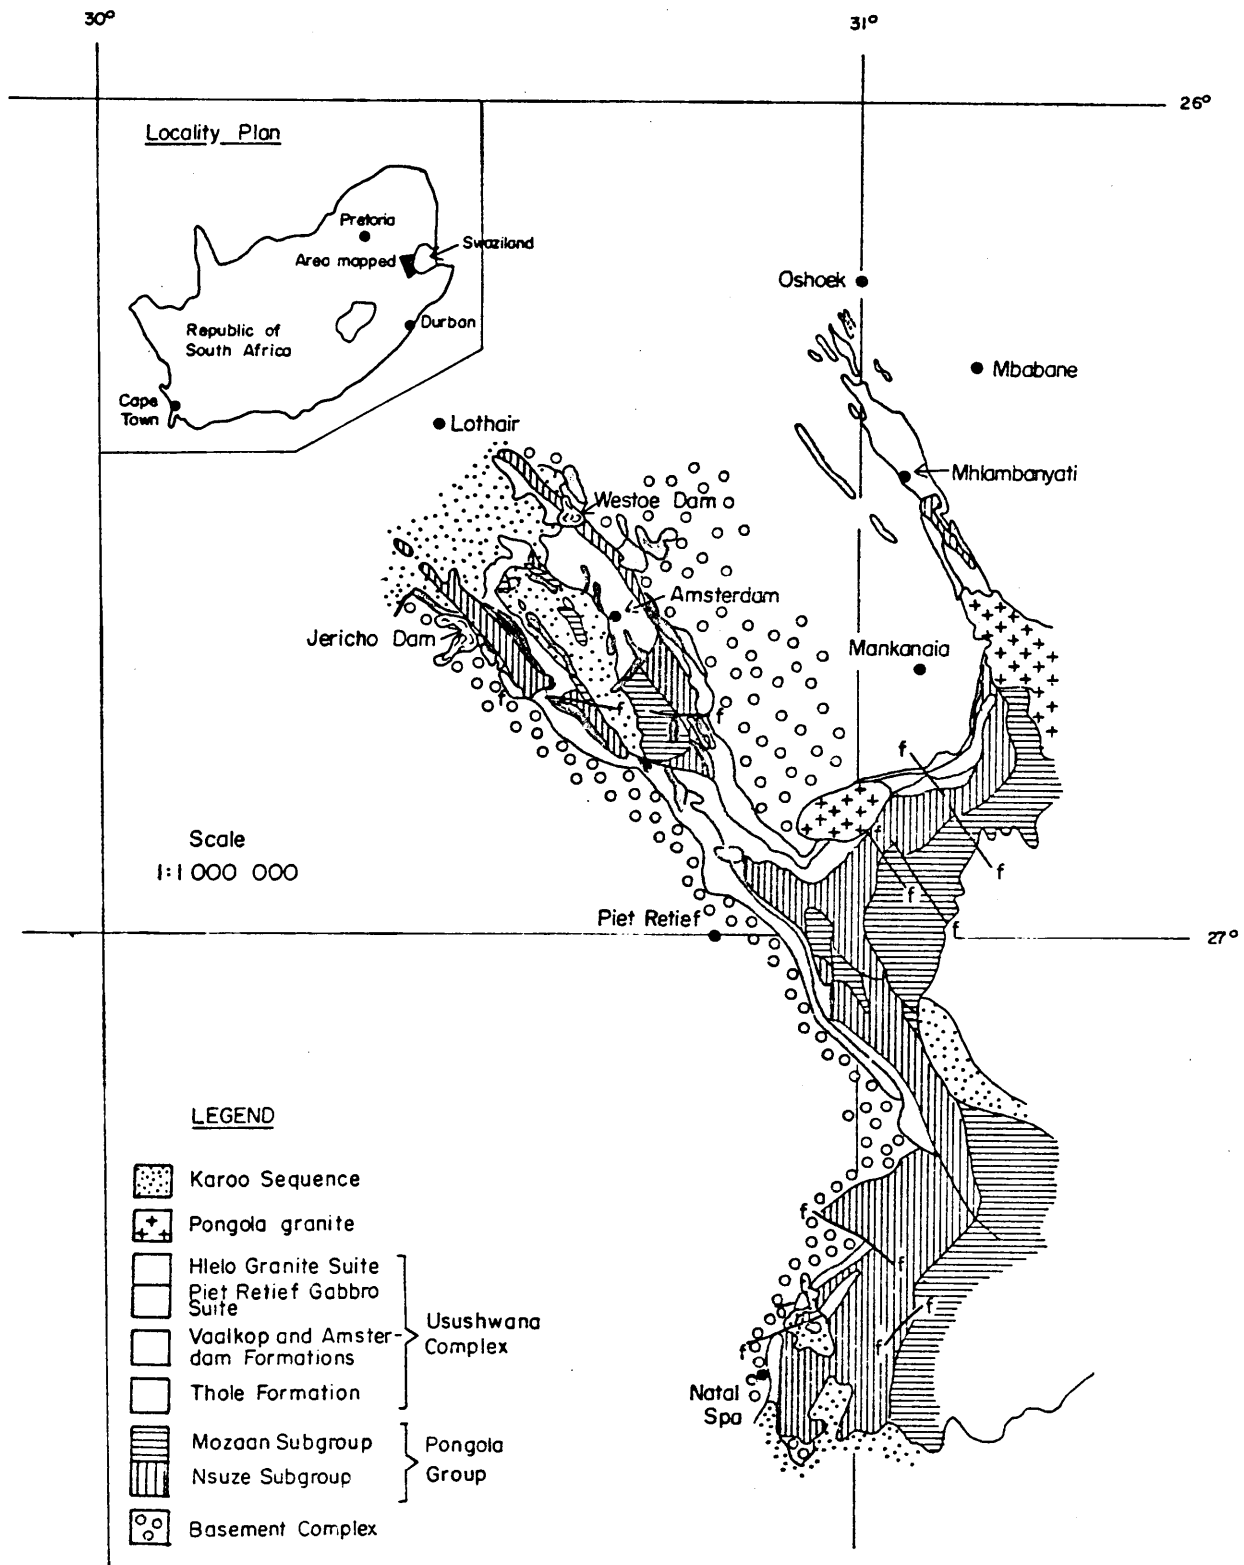 30°
31°
26°
Locality Plan
Pretoria
Swaziland
Area mapped
Durban
Republic of
South Africa
Cape
Town
Oshoek
Mbabane
Lothair
Mhlambanyati
Westoe Dam
Amsterdam
Jericho Dam
Mankanaia
f
f
f
f
Scale
1:1 000 000
f
f
f
f
Piet Retief
27°
LEGEND
Karoo Sequence
Pongola granite
Hlelo Granite Suite
Piet Retief Gabbro
Suite
Vaalkop and Amster-
dam Formations
Thole Formation
Usushwana
Complex
Mozaan Subgroup
Nsuze Subgroup
Pongola
Group
Basement Complex
f
f
f
f
f
Natal
Spa